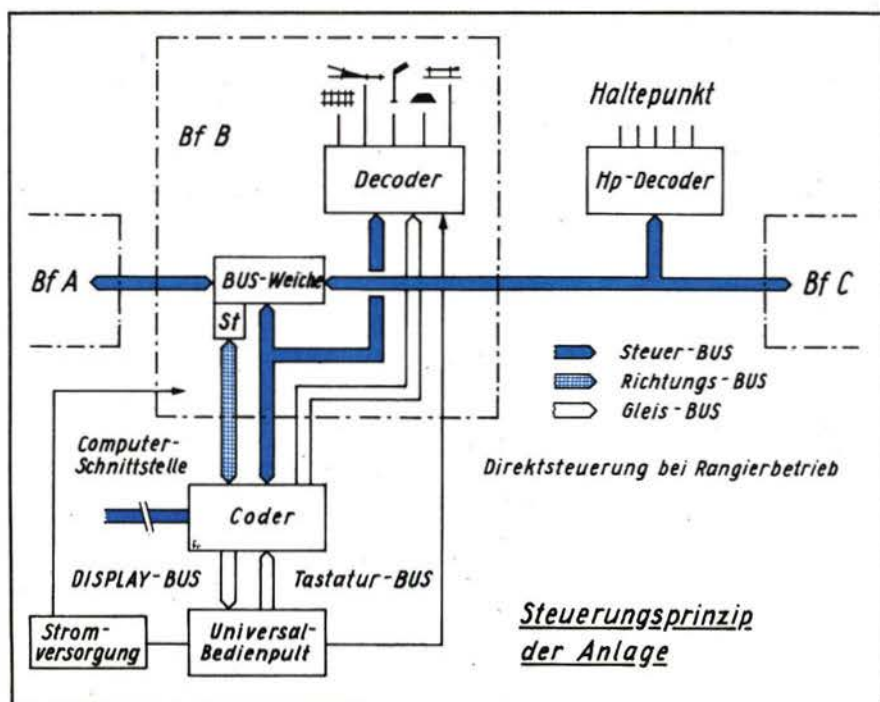 Bf B
Haltepunkt
Decoder
Hp-Decoder
Bf A
BUS-Weiche
Bf C
St
Steuer-BUS
Richtungs-BUS
Gleis-BUS
Computer-
Schnittstelle
Direktsteuerung bei Rangierbetrieb
Coder
DISPLAY-BUS
Tastatur-BUS
Strom-
versorgung
Universal-
Bedienpult
Steuerungsprinzip
der Anlage